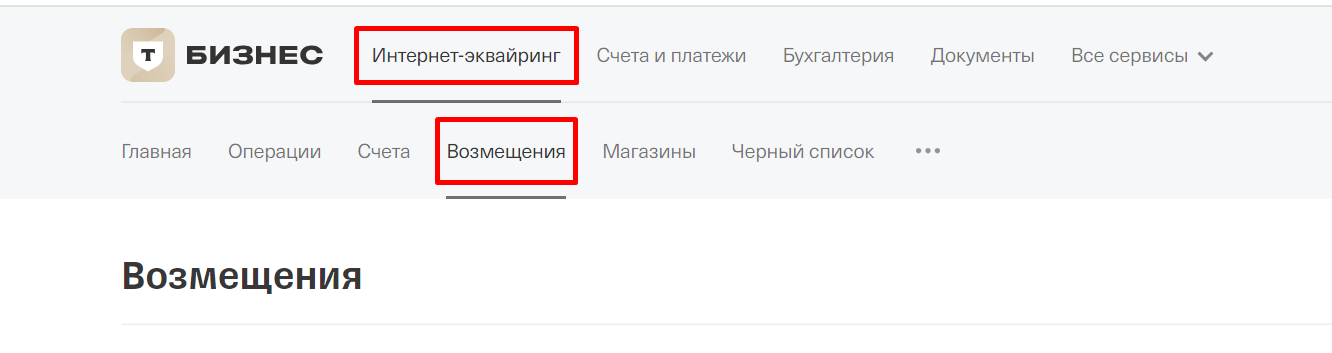 Т БИЗНЕС Интернет-эквайринг Счета и платежи Бухгалтерия Документы Все сервисы
Главная Операции Счета Возмещения Магазины Черный список
Возмещения